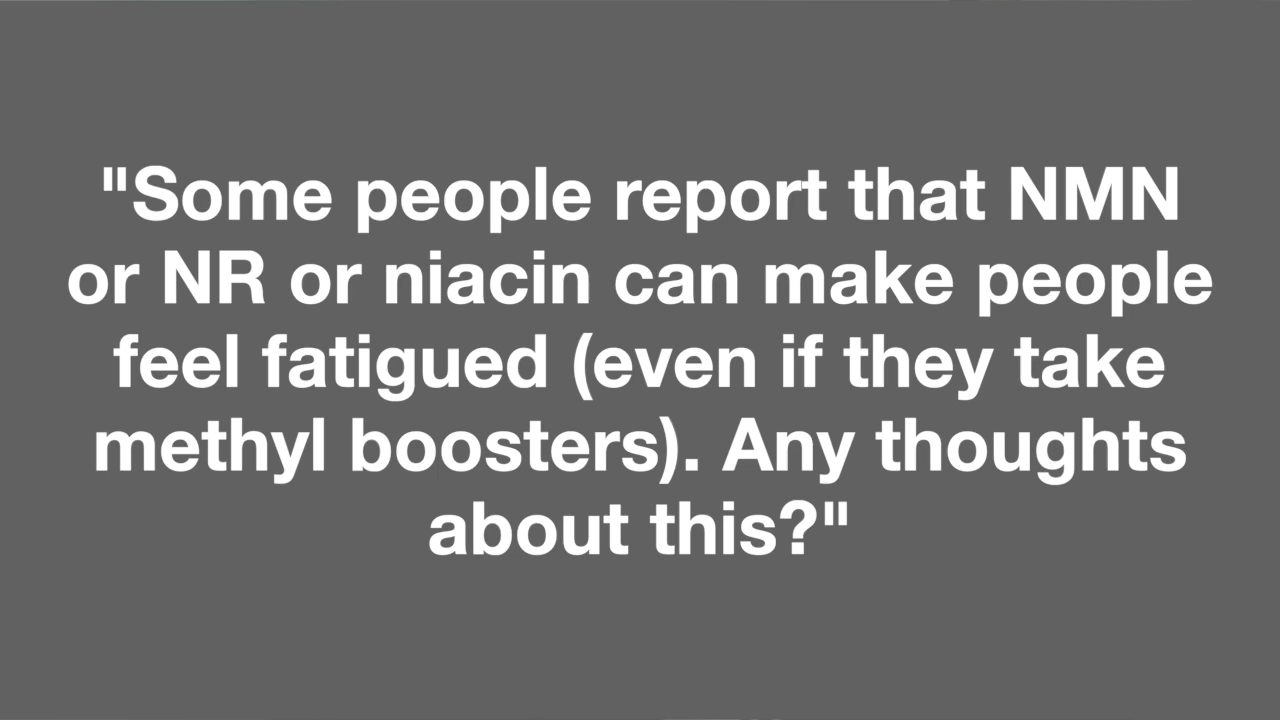 "Some people report that NMN
or NR or niacin can make people
feel fatigued (even if they take
methyl boosters). Any thoughts
about this?"